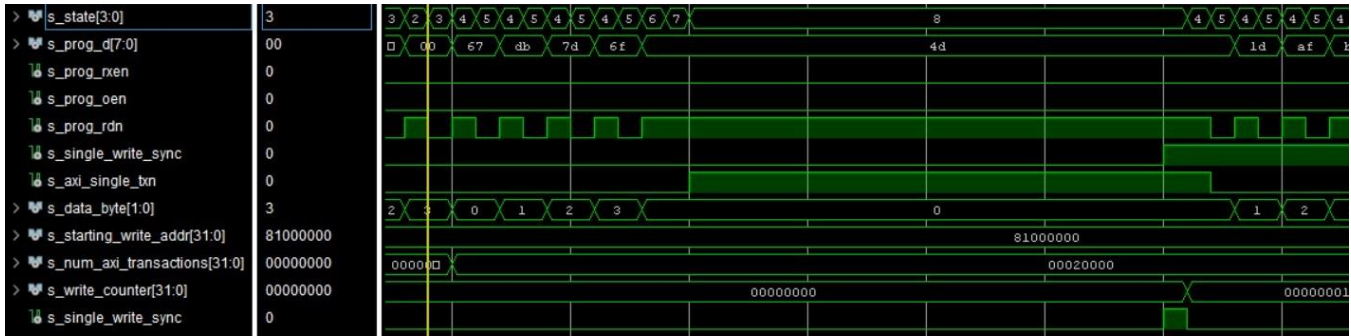 s_state[3:0] 3 3 2 3 4 5 4 5 4 5 4 5 6 7 8 4 5 4 5 4 5 4
s_prog_d[7:0] 00 00 67 db 7d 6f 4d 1d af
s_prog_rxen 0
s_prog_oen 0
s_prog_rdn 0
s_single_write_sync 0
s_axi_single_txn 0
s_data_byte[1:0] 3 2 3 0 1 2 3 0 1 2
s_starting_write_addr[31:0] 81000000 81000000
s_num_axi_transactions[31:0] 00000000 00000 00020000
s_write_counter[31:0] 00000000 00000000 00000001
s_single_write_sync 0